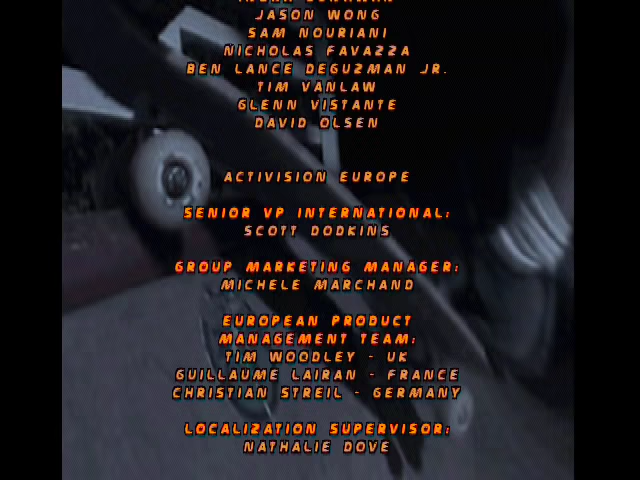 JASON WONG
SAM NOURIANI
NICHOLAS FAVAZZA
BEN LANCE DEGUZMAN JR.
TIM VANLAW
GLENN VISTANTE
DAVID OLSEN
ACTIVISION EUROPE
SENIOR VP INTERNATIONAL:
SCOTT DODKINS
GROUP MARKETING MANAGER:
MICHELE MARCHAND
EUROPEAN PRODUCT
MANAGEMENT TEAM:
TIM WOODLEY - UK
GUILLAUME LAIRAN - FRANCE
CHRISTIAN STREIL - GERMANY
LOCALIZATION SUPERVISOR:
NATHALIE DOVE